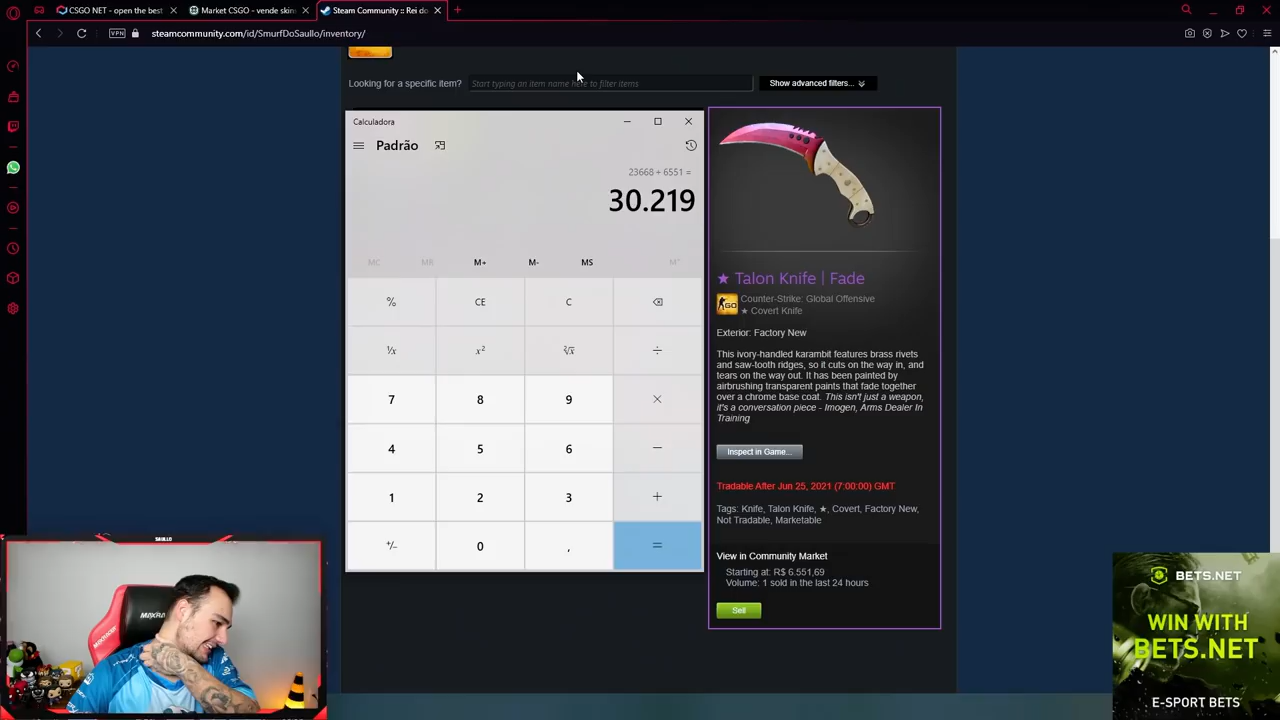 CSGO NET - open the best
Market CSGO - vende skin
Steam Community :: Rei do
VPN
steamcommunity.com/id/SmurfDoSaullo/inventory/
Looking for a specific item?
Start typing an item name here to filter items
Show advanced filters...
Calculadora
Padrão
23668 + 6551 =
30.219
MC MR M+ M- MS M˅
% CE C
¹/x x² ²√x ÷
7 8 9 ×
4 5 6 −
1 2 3 +
+/− 0 , =
★ Talon Knife | Fade
GO
Counter-Strike: Global Offensive
★ Covert Knife
Exterior: Factory New
This ivory-handled karambit features brass rivets
and saw-tooth ridges, so it cuts on the way in, and
tears on the way out. It has been painted by
airbrushing transparent paints that fade together
over a chrome base coat. This isn't just a weapon,
it's a conversation piece - Imogen, Arms Dealer In
Training
Inspect in Game...
Tradable After Jun 25, 2021 (7:00:00) GMT
Tags: Knife, Talon Knife, ★, Covert, Factory New,
Not Tradable, Marketable
View in Community Market
Starting at: R$ 6.551,69
Volume: 1 sold in the last 24 hours
Sell
SAULLO
BETS.NET
WIN WITH
BETS.NET
E-SPORT BETS